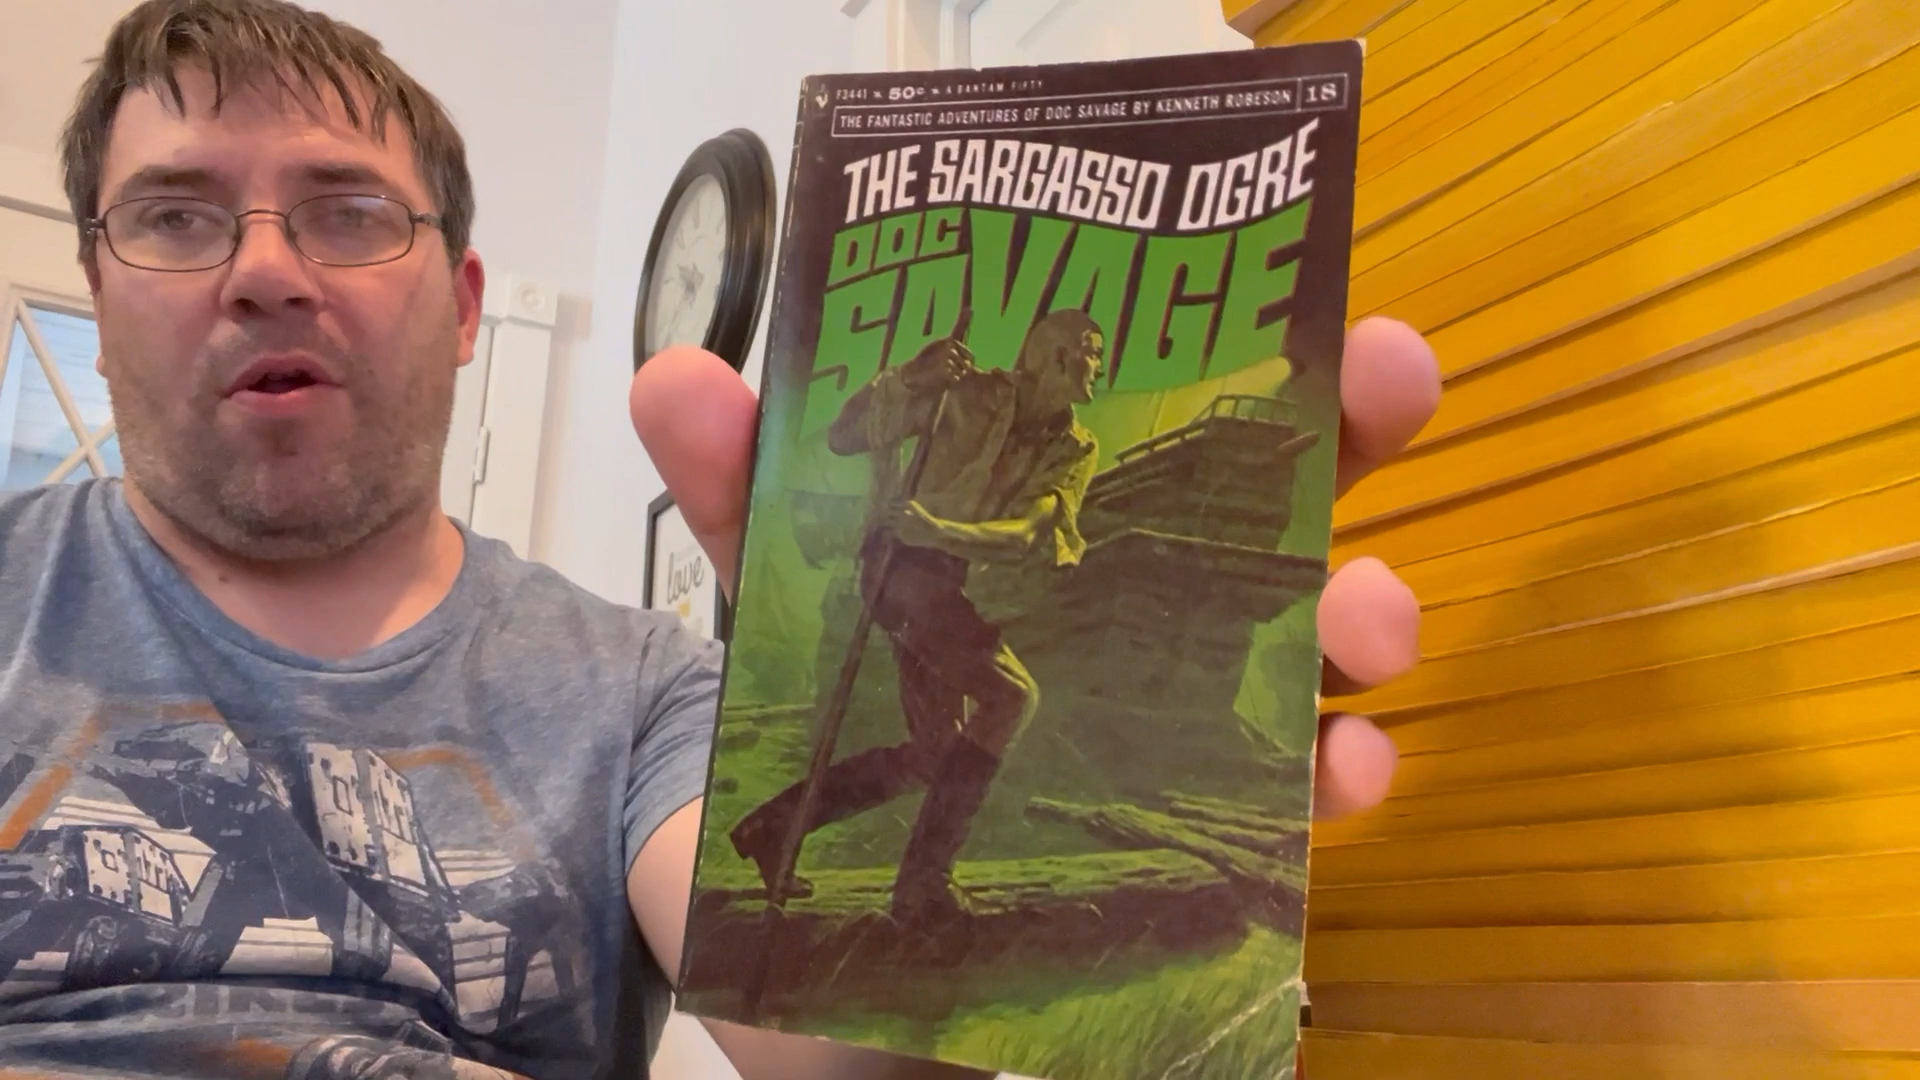 F3441 ★ 50¢ ★ A BANTAM FIFTY
THE FANTASTIC ADVENTURES OF DOC SAVAGE BY KENNETH ROBESON 18
THE SARGASSO OGRE
DOC
SAVAGE
love